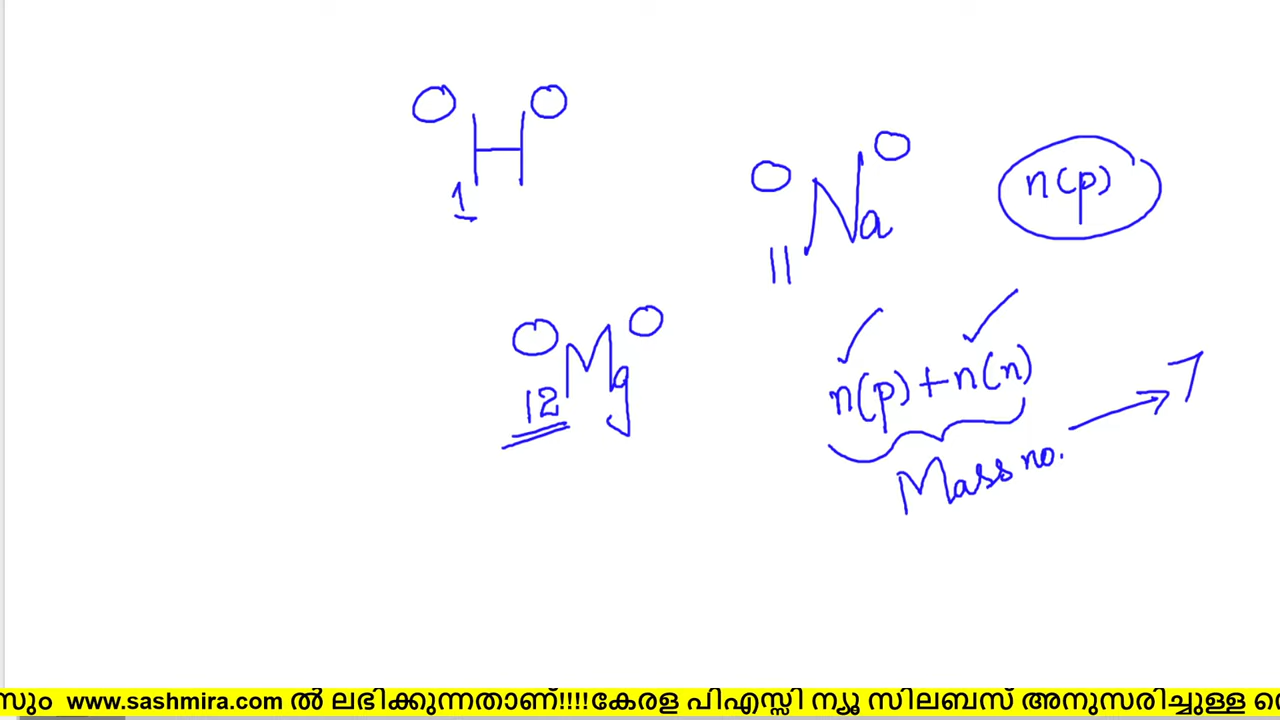 H
1
Na
11
n(p)
Mg
12
n(p)+n(n)
Mass no.
www.sashmira.com ൽ ലഭിക്കുന്നതാണ്!!!!കേരള പിഎസ്സി ന്യൂ സിലബസ് അനുസരിച്ചുള്ള